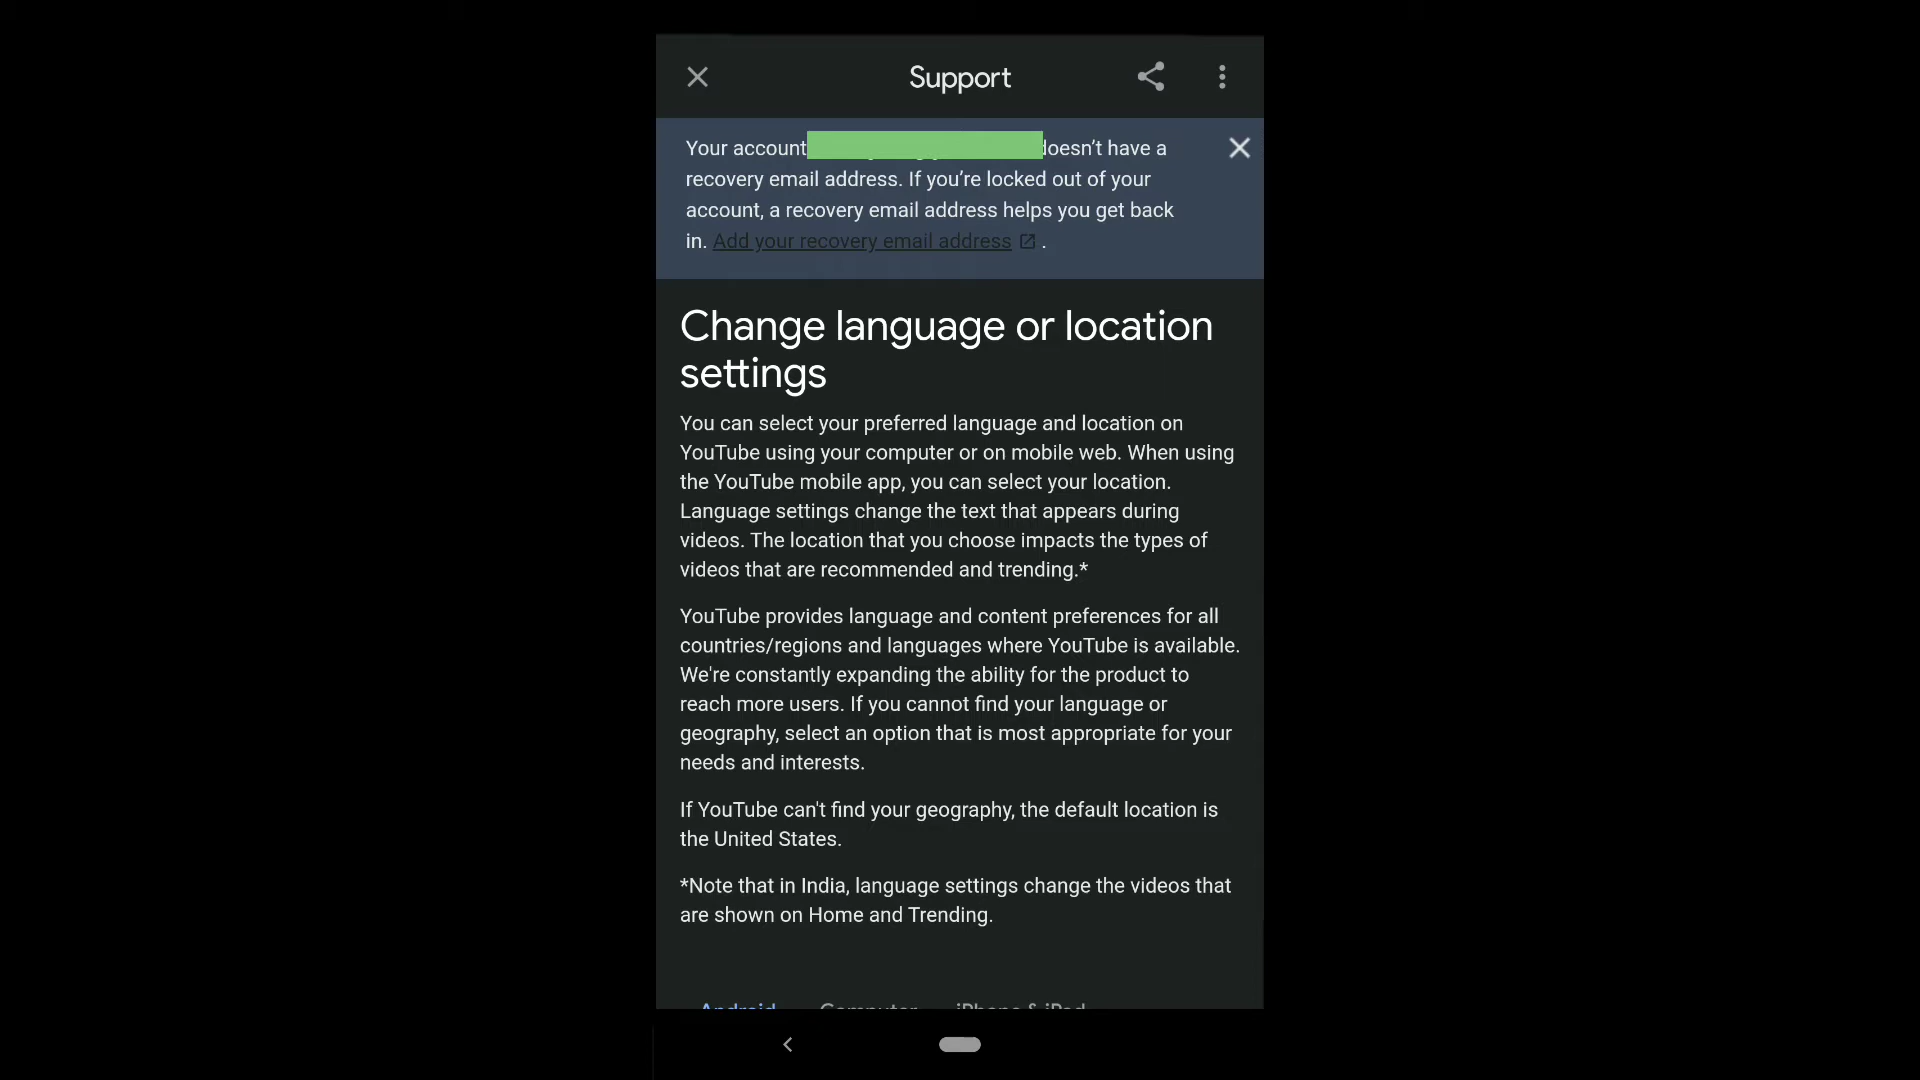 Support
Your account doesn’t have a
recovery email address. If you’re locked out of your
account, a recovery email address helps you get back
in. Add your recovery email address .
Change language or location
settings
You can select your preferred language and location on
YouTube using your computer or on mobile web. When using
the YouTube mobile app, you can select your location.
Language settings change the text that appears during
videos. The location that you choose impacts the types of
videos that are recommended and trending.*
YouTube provides language and content preferences for all
countries/regions and languages where YouTube is available.
We're constantly expanding the ability for the product to
reach more users. If you cannot find your language or
geography, select an option that is most appropriate for your
needs and interests.
If YouTube can't find your geography, the default location is
the United States.
*Note that in India, language settings change the videos that
are shown on Home and Trending.
Android Computer iPhone & iPad